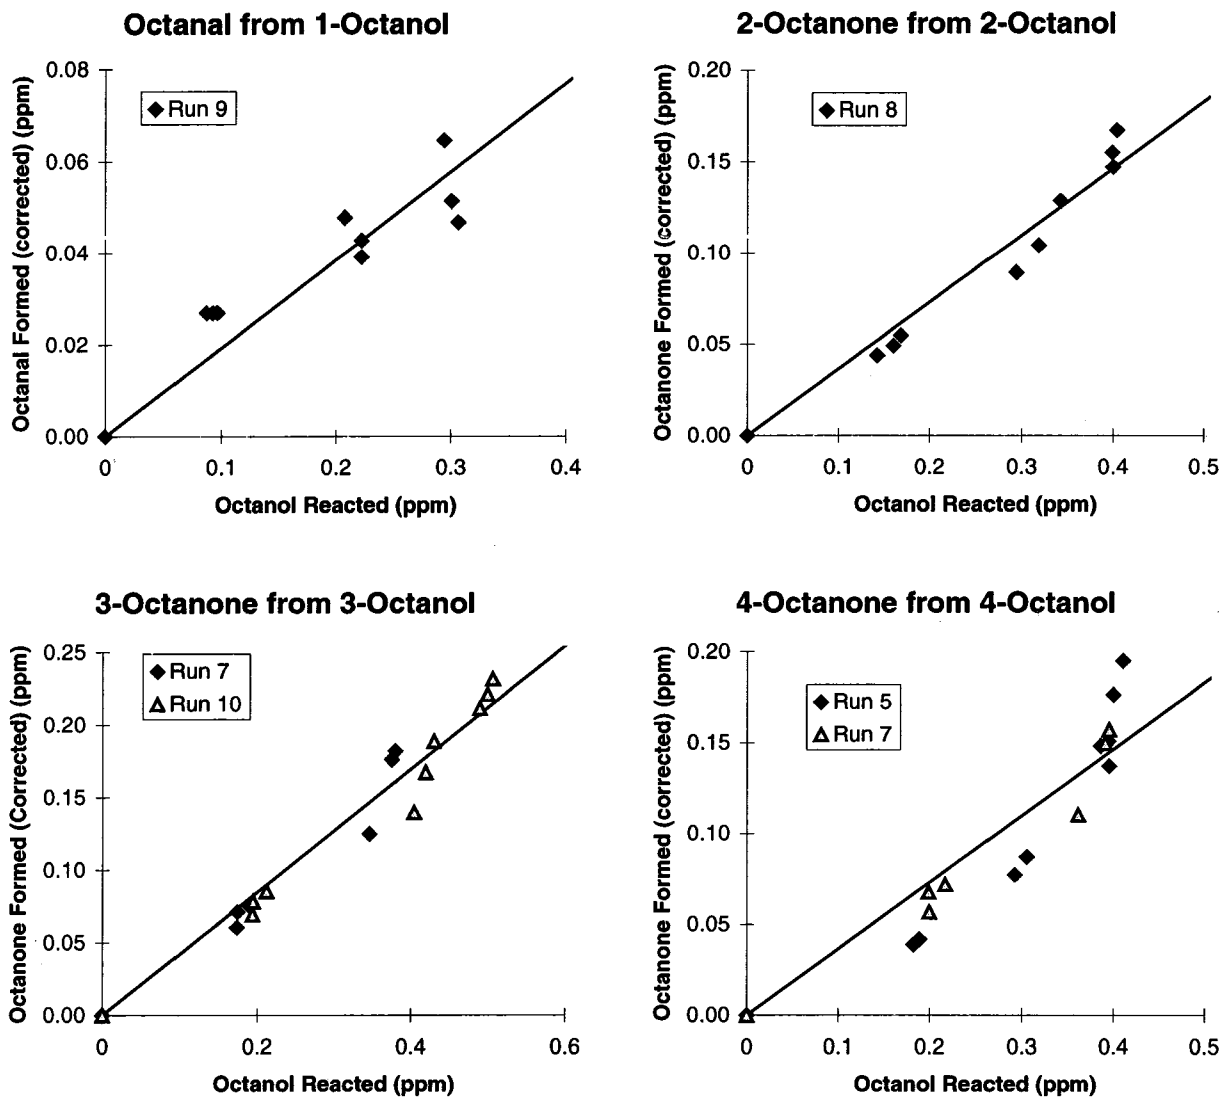 Octanal from 1-Octanol
Octanal Formed (corrected) (ppm)
0.08
0.06
0.04
0.02
0.00
Run 9
0
0.1
0.2
0.3
0.4
Octanol Reacted (ppm)
2-Octanone from 2-Octanol
Octanone Formed (corrected) (ppm)
0.20
0.15
0.10
0.05
0.00
Run 8
0
0.1
0.2
0.3
0.4
0.5
Octanol Reacted (ppm)
3-Octanone from 3-Octanol
Octanone Formed (Corrected) (ppm)
0.25
0.20
0.15
0.10
0.05
0.00
Run 7
Run 10
0
0.2
0.4
0.6
Octanol Reacted (ppm)
4-Octanone from 4-Octanol
Octanone Formed (corrected) (ppm)
0.20
0.15
0.10
0.05
0.00
Run 5
Run 7
0
0.1
0.2
0.3
0.4
0.5
Octanol Reacted (ppm)